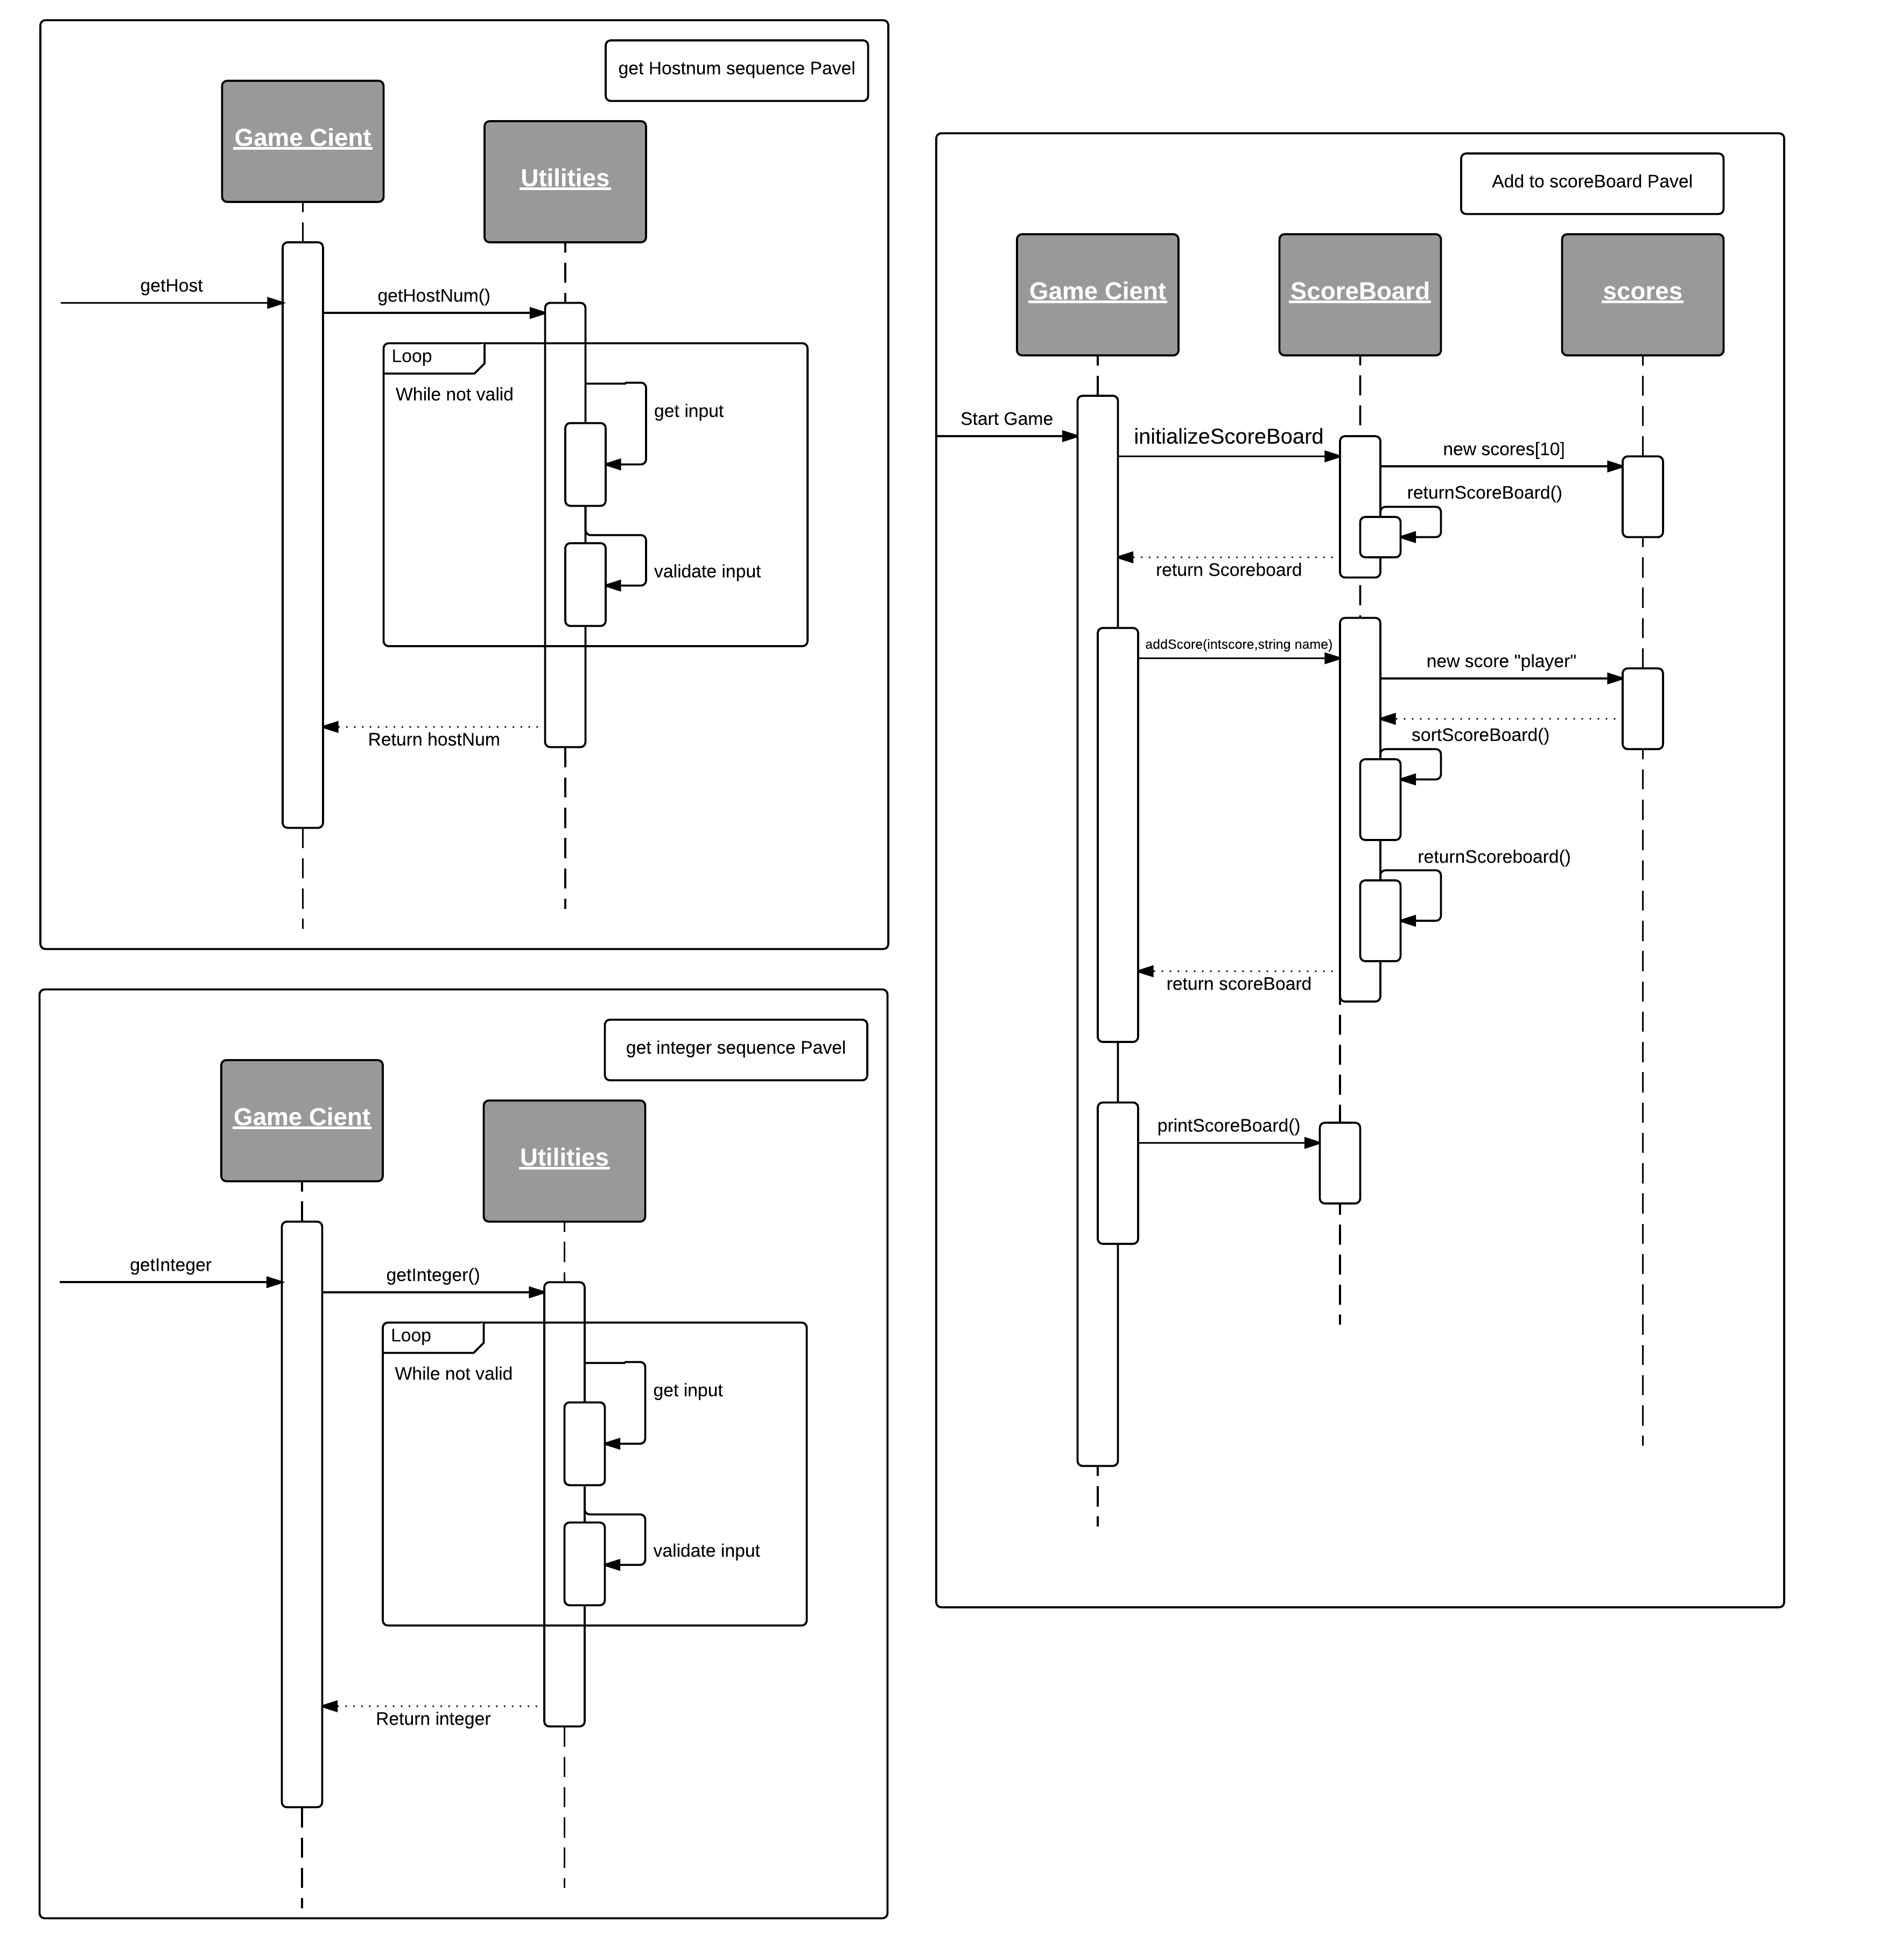 get Hostnum sequence Pavel
Game Cient
Utilities
getHost
getHostNum()
Loop
While not valid
get input
validate input
Return hostNum
get integer sequence Pavel
Game Cient
Utilities
getInteger
getInteger()
Loop
While not valid
get input
validate input
Return integer
Add to scoreBoard Pavel
Game Cient
ScoreBoard
scores
Start Game
initializeScoreBoard
new scores[10]
returnScoreBoard()
return Scoreboard
addScore(intscore,string name)
new score "player"
sortScoreBoard()
returnScoreboard()
return scoreBoard
printScoreBoard()